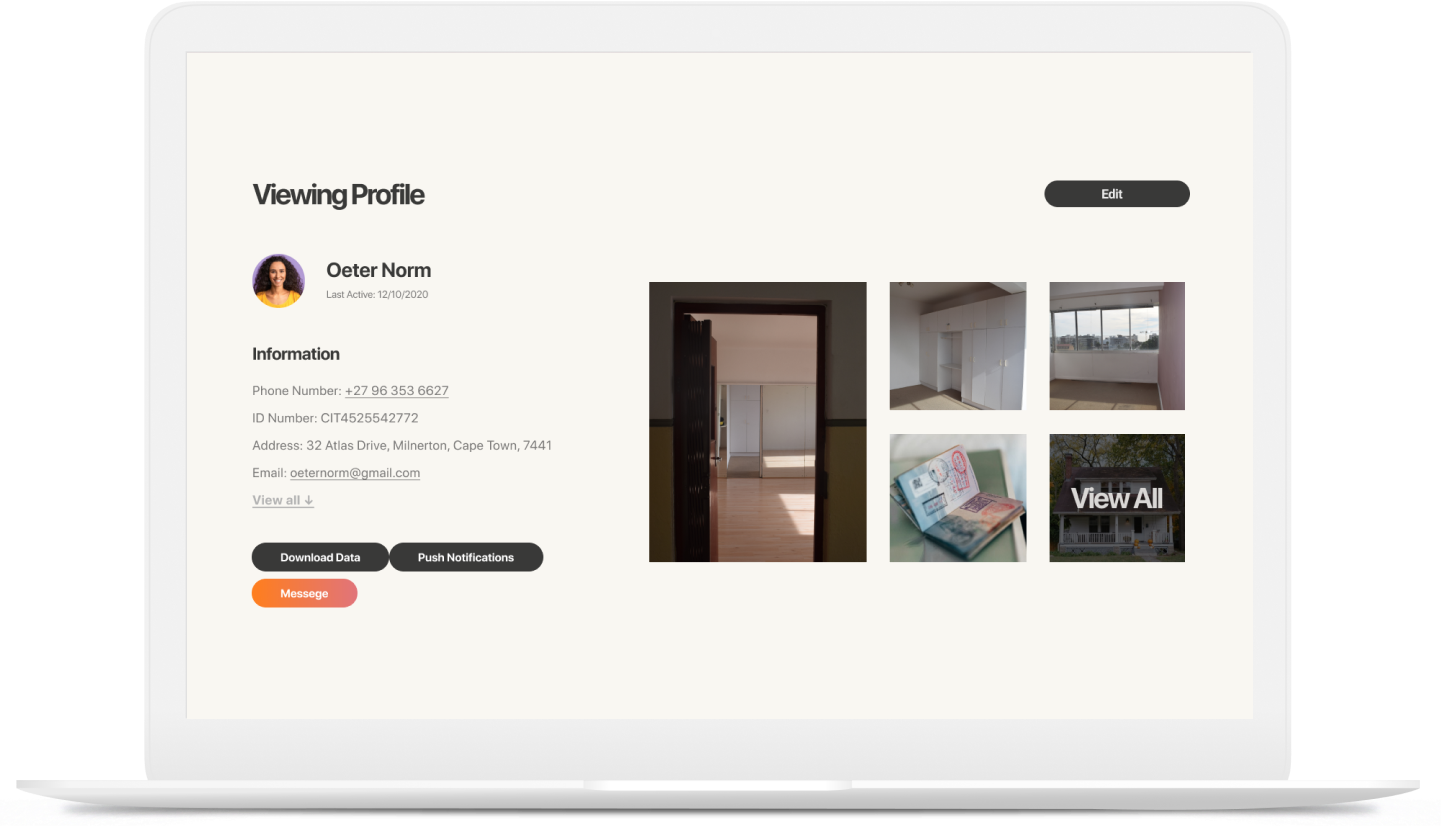 Viewing Profile
Edit
Oeter Norm
Last Active: 12/10/2020
Information
Phone Number: +27 96 353 6627
ID Number: CIT4525542772
Address: 32 Atlas Drive, Milnerton, Cape Town, 7441
Email: oeternorm@gmail.com
View all ↓
Download Data
Push Notifications
Messege
View All